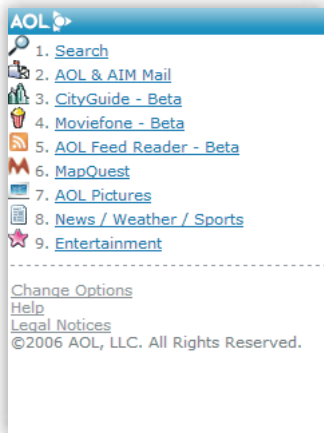 AOL
1. Search
2. AOL & AIM Mail
3. CityGuide - Beta
4. Moviefone - Beta
5. AOL Feed Reader - Beta
6. MapQuest
7. AOL Pictures
8. News / Weather / Sports
9. Entertainment
Change Options
Help
Legal Notices
©2006 AOL, LLC. All Rights Reserved.